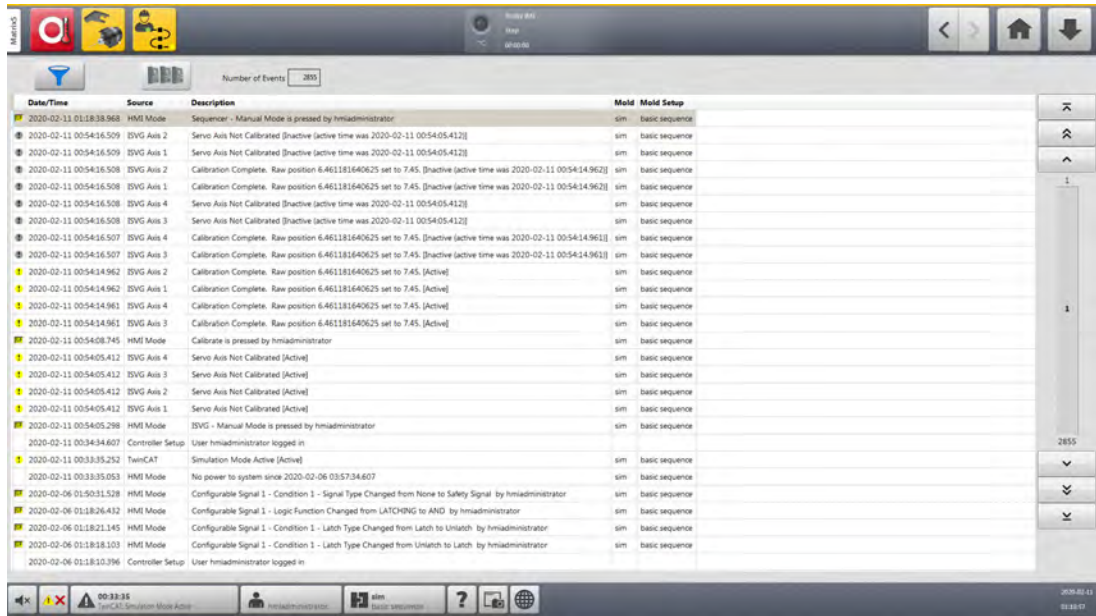 MatrixS
Stop
00:00:00
Number of Events 2855
Date/Time Source Description Mold Mold Setup
2020-02-11 01:18:38.968 HMI Mode Sequencer - Manual Mode is pressed by hmiadministrator sim basic sequence
2020-02-11 00:54:16.509 ISVG Axis 2 Servo Axis Not Calibrated [Inactive (active time was 2020-02-11 00:54:05.412)] sim basic sequence
2020-02-11 00:54:16.509 ISVG Axis 1 Servo Axis Not Calibrated [Inactive (active time was 2020-02-11 00:54:05.412)] sim basic sequence
2020-02-11 00:54:16.508 ISVG Axis 2 Calibration Complete. Raw position 6.461181640625 set to 7.45. [Inactive (active time was 2020-02-11 00:54:14.962)] sim basic sequence
2020-02-11 00:54:16.508 ISVG Axis 1 Calibration Complete. Raw position 6.461181640625 set to 7.45. [Inactive (active time was 2020-02-11 00:54:14.962)] sim basic sequence
2020-02-11 00:54:16.508 ISVG Axis 4 Servo Axis Not Calibrated [Inactive (active time was 2020-02-11 00:54:05.412)] sim basic sequence
2020-02-11 00:54:16.508 ISVG Axis 3 Servo Axis Not Calibrated [Inactive (active time was 2020-02-11 00:54:05.412)] sim basic sequence
2020-02-11 00:54:16.507 ISVG Axis 4 Calibration Complete. Raw position 6.461181640625 set to 7.45. [Inactive (active time was 2020-02-11 00:54:14.961)] sim basic sequence
2020-02-11 00:54:16.507 ISVG Axis 3 Calibration Complete. Raw position 6.461181640625 set to 7.45. [Inactive (active time was 2020-02-11 00:54:14.961)] sim basic sequence
2020-02-11 00:54:14.962 ISVG Axis 2 Calibration Complete. Raw position 6.461181640625 set to 7.45. [Active] sim basic sequence
2020-02-11 00:54:14.962 ISVG Axis 1 Calibration Complete. Raw position 6.461181640625 set to 7.45. [Active] sim basic sequence
2020-02-11 00:54:14.961 ISVG Axis 4 Calibration Complete. Raw position 6.461181640625 set to 7.45. [Active] sim basic sequence
2020-02-11 00:54:14.961 ISVG Axis 3 Calibration Complete. Raw position 6.461181640625 set to 7.45. [Active] sim basic sequence
2020-02-11 00:54:08.745 HMI Mode Calibrate is pressed by hmiadministrator sim basic sequence
2020-02-11 00:54:05.412 ISVG Axis 4 Servo Axis Not Calibrated [Active] sim basic sequence
2020-02-11 00:54:05.412 ISVG Axis 3 Servo Axis Not Calibrated [Active] sim basic sequence
2020-02-11 00:54:05.412 ISVG Axis 2 Servo Axis Not Calibrated [Active] sim basic sequence
2020-02-11 00:54:05.412 ISVG Axis 1 Servo Axis Not Calibrated [Active] sim basic sequence
2020-02-11 00:54:05.298 HMI Mode ISVG - Manual Mode is pressed by hmiadministrator sim basic sequence
2020-02-11 00:34:34.607 Controller Setup User hmiadministrator logged in sim basic sequence
2020-02-11 00:33:35.252 TwinCAT Simulation Mode Active [Active] sim basic sequence
2020-02-11 00:33:35.053 HMI Mode No power to system since 2020-02-06 03:57:34.607 sim basic sequence
2020-02-06 01:50:31.528 HMI Mode Configurable Signal 1 - Condition 1 - Signal Type Changed from None to Safety Signal by hmiadministrator sim basic sequence
2020-02-06 01:18:26.432 HMI Mode Configurable Signal 1 - Logic Function Changed from LATCHING to AND by hmiadministrator sim basic sequence
2020-02-06 01:18:21.145 HMI Mode Configurable Signal 1 - Condition 1 - Latch Type Changed from Latch to Unlatch by hmiadministrator sim basic sequence
2020-02-06 01:18:18.103 HMI Mode Configurable Signal 1 - Condition 1 - Latch Type Changed from Unlatch to Latch by hmiadministrator sim basic sequence
2020-02-06 01:18:10.396 Controller Setup User hmiadministrator logged in sim basic sequence
1
1
2855
00:33:35
TwinCAT: Simulation Mode Active
hmiadministrator
sim
basic sequence
2020-02-11
01:18:57